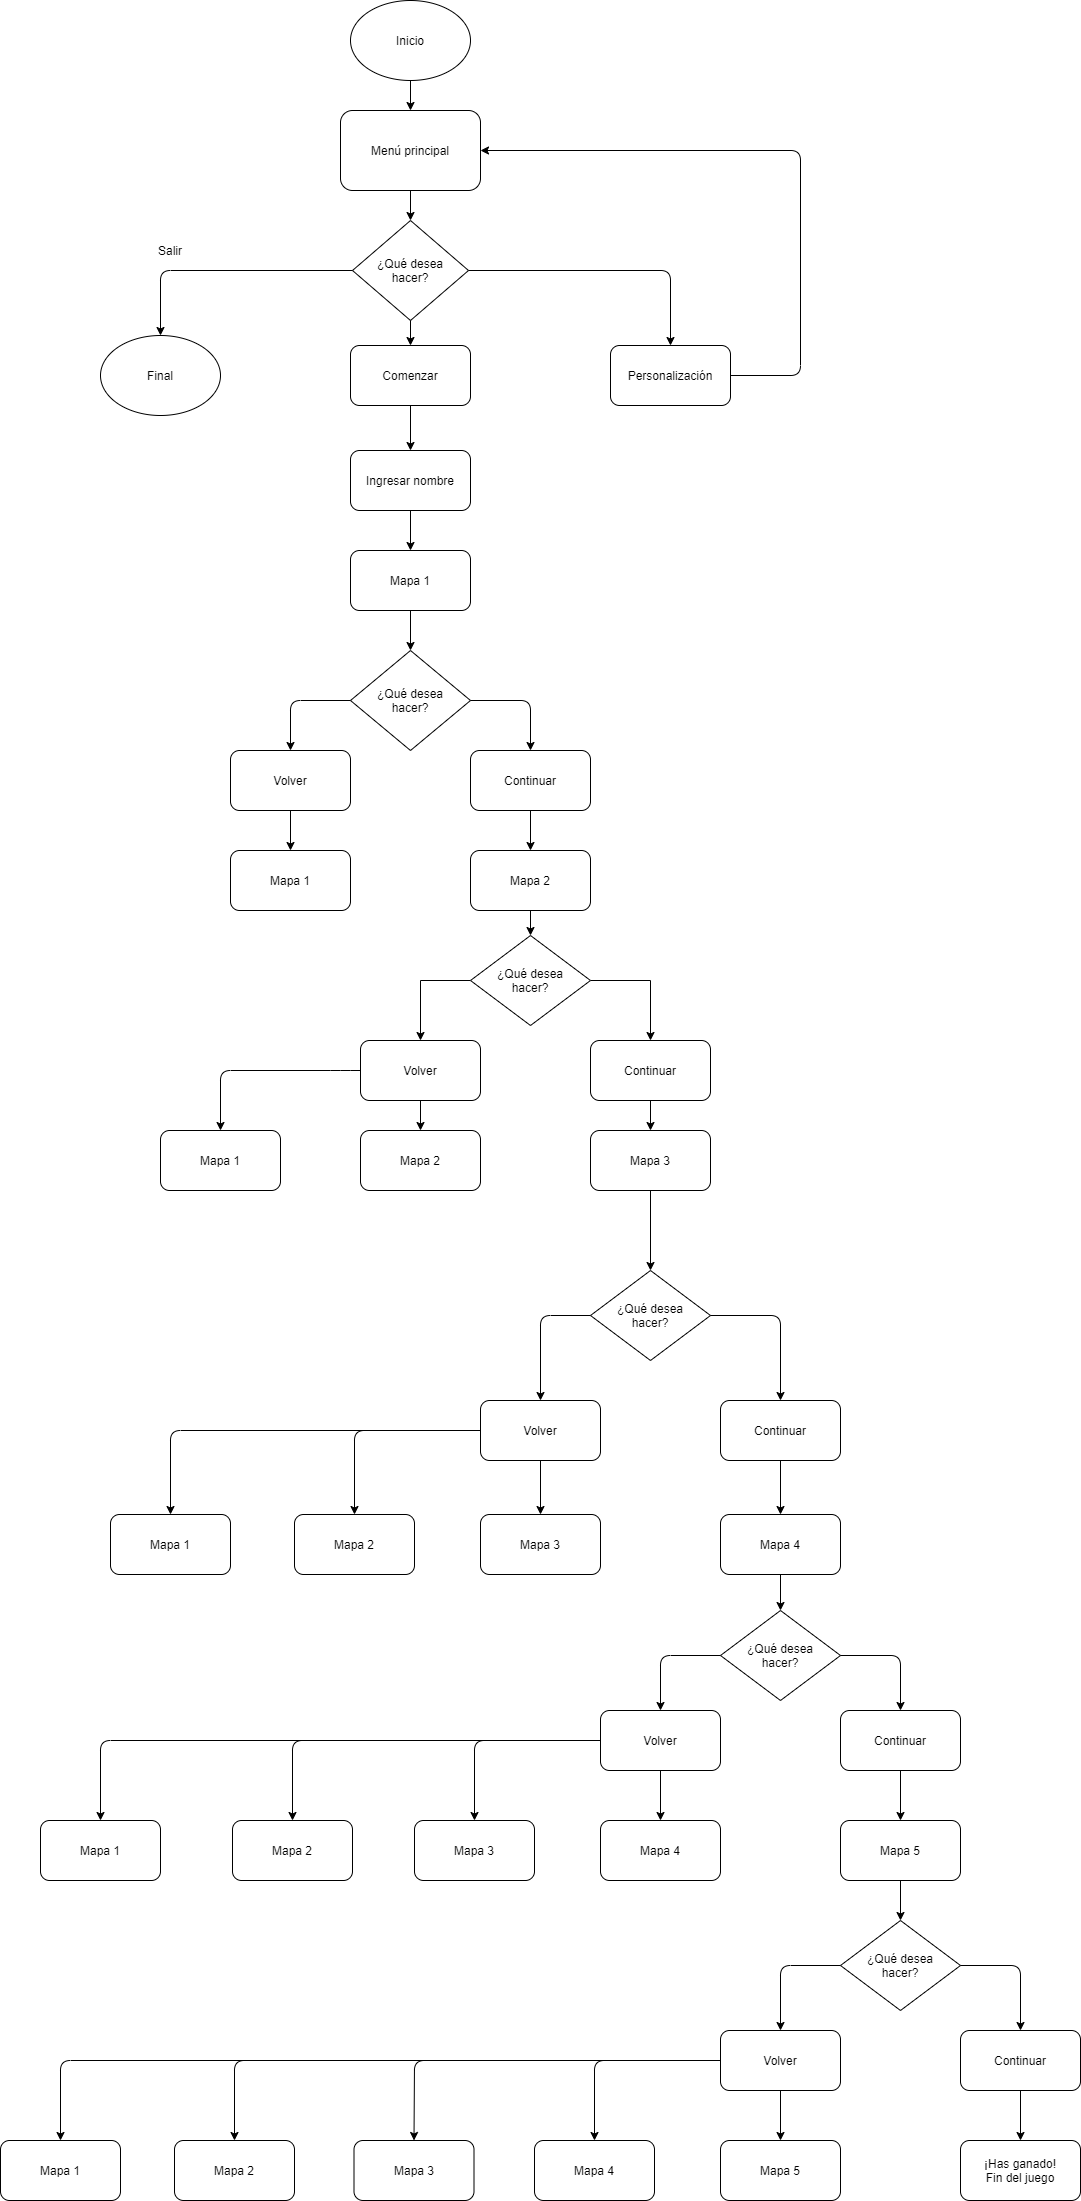 Inicio
Menú principal
Salir
¿Qué desea
hacer?
Final
Comenzar
Personalización
Ingresar nombre
Mapa 1
¿Qué desea
hacer?
Volver
Continuar
Mapa 1
Mapa 2
¿Qué desea
hacer?
Volver
Continuar
Mapa 1
Mapa 2
Mapa 3
¿Qué desea
hacer?
Volver
Continuar
Mapa 1
Mapa 2
Mapa 3
Mapa 4
¿Qué desea
hacer?
Volver
Continuar
Mapa 1
Mapa 2
Mapa 3
Mapa 4
Mapa 5
¿Qué desea
hacer?
Volver
Continuar
Mapa 1
Mapa 2
Mapa 3
Mapa 4
Mapa 5
¡Has ganado!
Fin del juego